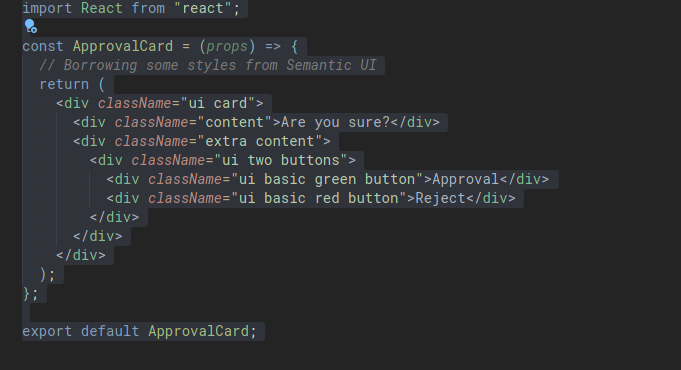 import React from "react";
const ApprovalCard = (props) => {
// Borrowing some styles from Semantic UI
return (
<div className="ui card">
<div className="content">Are you sure?</div>
<div className="extra content">
<div className="ui two buttons">
<div className="ui basic green button">Approval</div>
<div className="ui basic red button">Reject</div>
</div>
</div>
</div>
);
};
export default ApprovalCard;